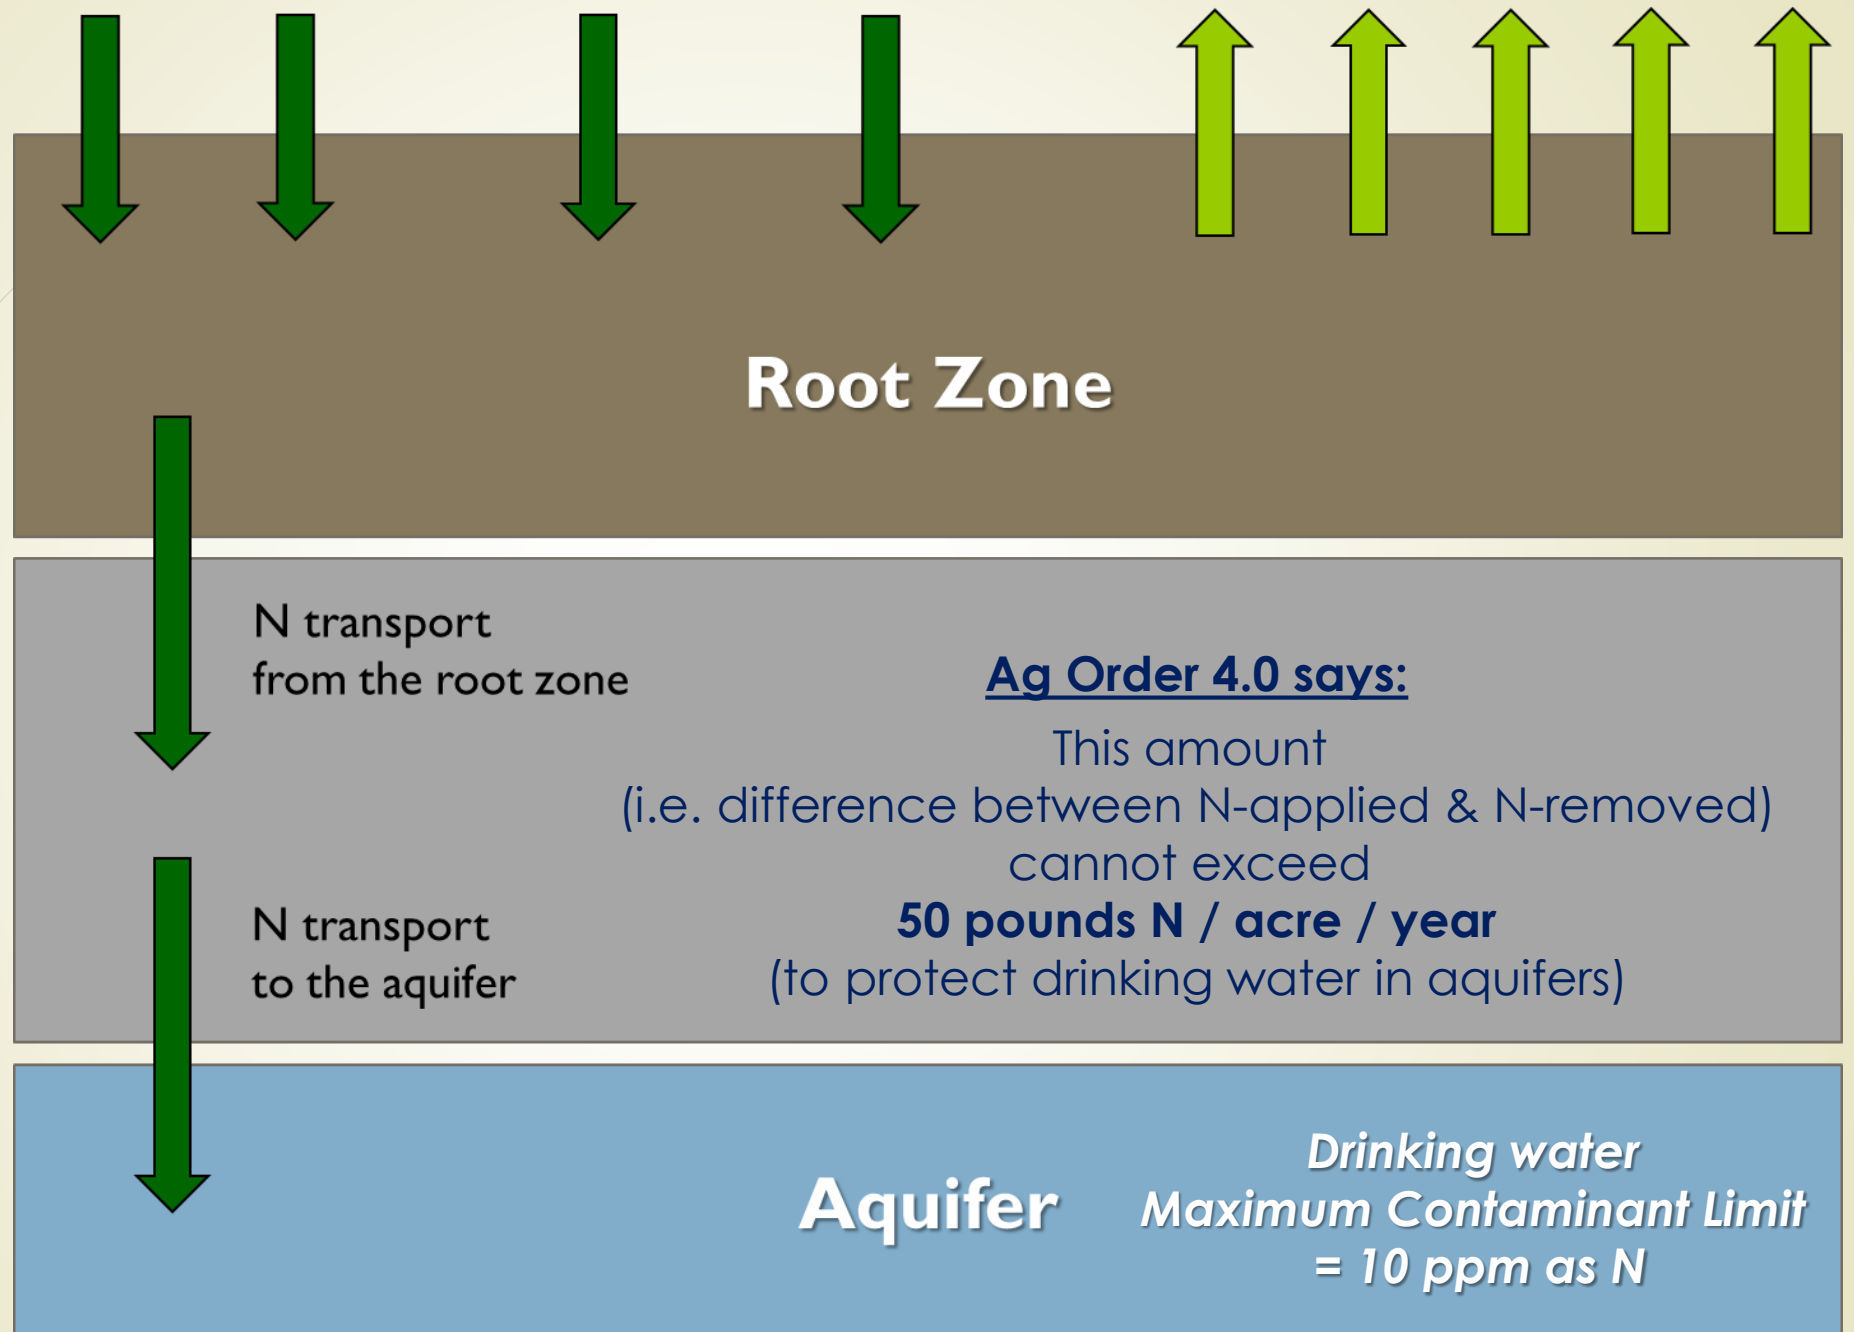 Root Zone
N transport
from the root zone
Ag Order 4.0 says:
This amount
(i.e. difference between N-applied & N-removed)
cannot exceed
50 pounds N / acre / year
(to protect drinking water in aquifers)
N transport
to the aquifer
Aquifer
Drinking water
Maximum Contaminant Limit
= 10 ppm as N